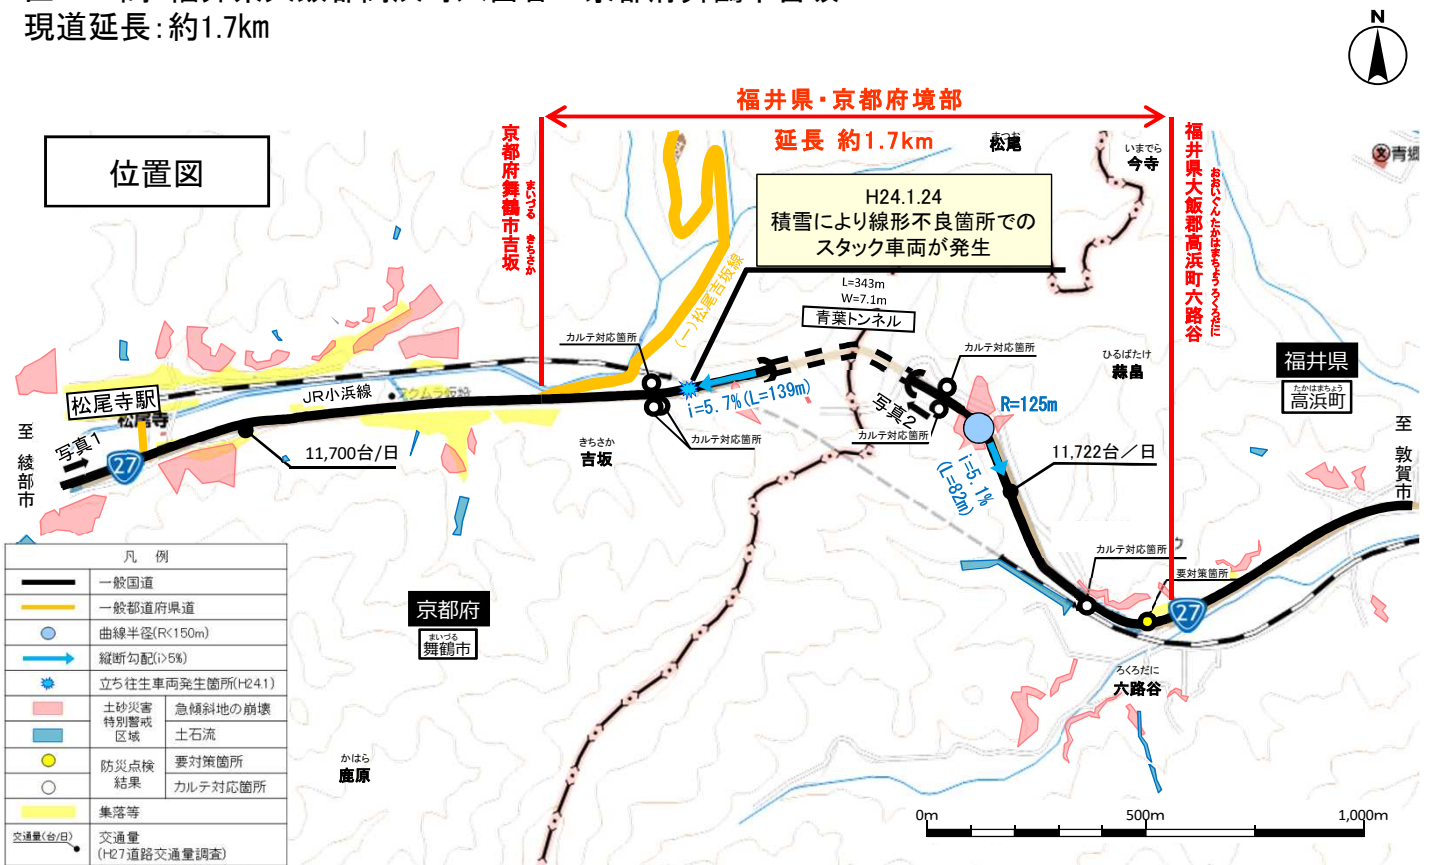 現道延長：約1.7km
N
福井県・京都府境部
延長 約1.7km
位置図
京都府舞鶴市吉坂
まいづる きちさか
福井県大飯郡高浜町六路谷
おおいぐんたかはまちょうろくろだに
まつお
松尾
いまでら
今寺
青郷
H24.1.24
積雪により線形不良箇所での
スタック車両が発生
L=343m
W=7.1m
青葉トンネル
(一)松尾吉坂線
カルテ対応箇所
カルテ対応箇所
ひるばたけ
蒜畠
福井県
たかはまちょう
高浜町
松尾寺駅
松尾寺
JR小浜線
i=5.7%(L=139m)
写真2
R=125m
カルテ対応箇所
カルテ対応箇所
至 綾部市
写真1
27
11,700台/日
きちさか
吉坂
11,722台／日
i=5.1%
(L=82m)
至 敦賀市
カルテ対応箇所
要対策箇所
27
京都府
まいづる
舞鶴市
ろくろだに
六路谷
かはら
鹿原
凡 例
一般国道
一般都道府県道
曲線半径(R<150m)
縦断勾配(i>5%)
立ち往生車両発生箇所(H24.1)
土砂災害
特別警戒
区域
急傾斜地の崩壊
土石流
防災点検
結果
要対策箇所
カルテ対応箇所
集落等
交通量(台/日)
交通量
(H27道路交通量調査)
0m
500m
1,000m